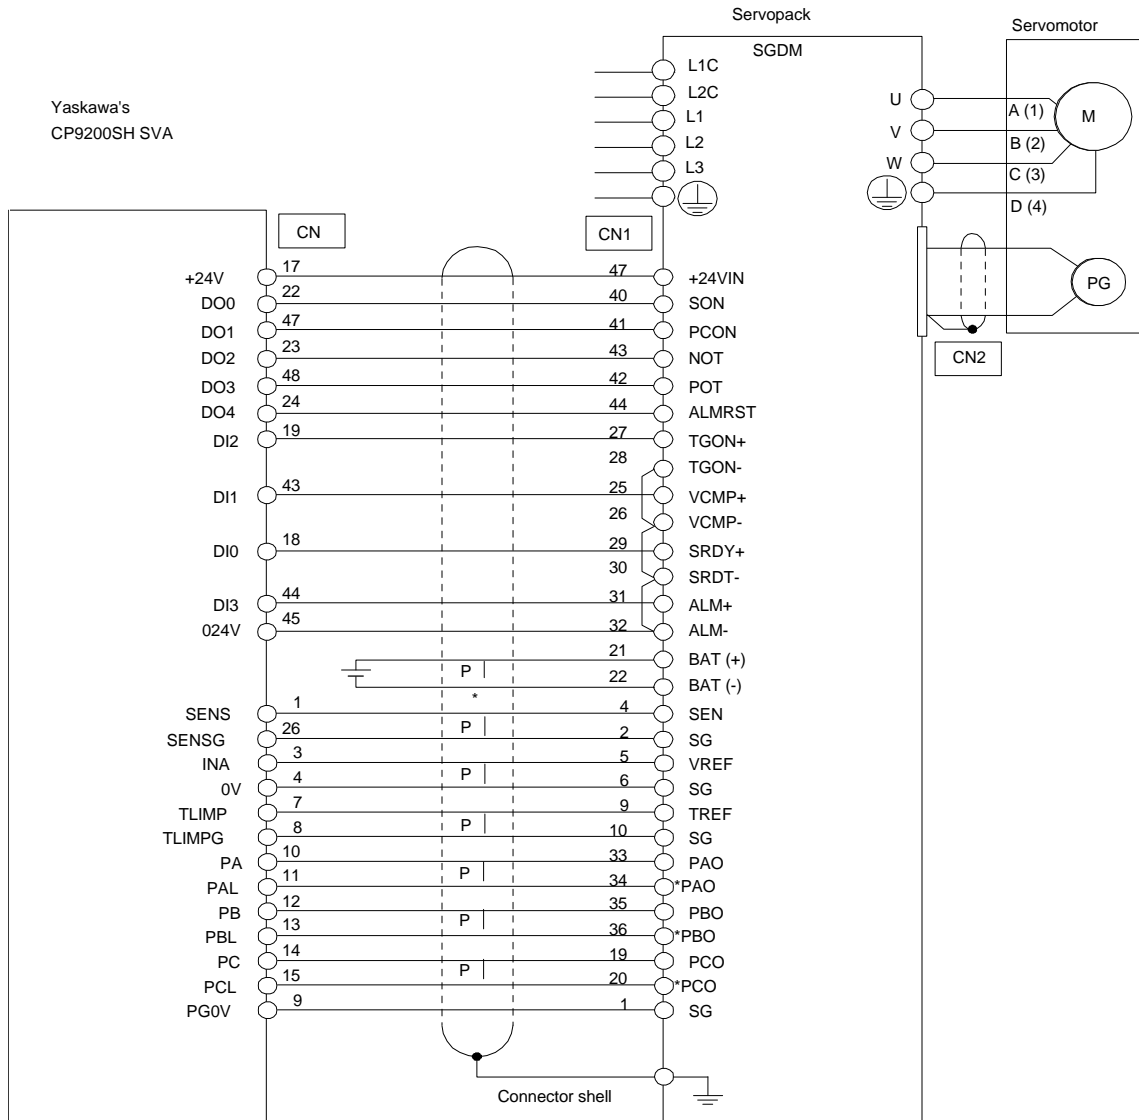 Servopack
Servomotor
SGDM
Yaskawa's
CP9200SH SVA
L1C
L2C
L1
L2
L3
U
V
W
A (1)
B (2)
C (3)
D (4)
M
PG
CN2
CN
CN1
+24V 17 47 +24VIN
DO0 22 40 SON
DO1 47 41 PCON
DO2 23 43 NOT
DO3 48 42 POT
DO4 24 44 ALMRST
DI2 19 27 TGON+
28 TGON-
DI1 43 25 VCMP+
26 VCMP-
DI0 18 29 SRDY+
30 SRDT-
DI3 44 31 ALM+
024V 45 32 ALM-
21 BAT (+)
P
22 BAT (-)
*
SENS 1 4 SEN
P
SENSG 26 2 SG
INA 3 5 VREF
P
0V 4 6 SG
TLIMP 7 9 TREF
P
TLIMPG 8 10 SG
PA 10 33 PAO
P
PAL 11 34 *PAO
PB 12 35 PBO
P
PBL 13 36 *PBO
PC 14 19 PCO
P
PCL 15 20 *PCO
PG0V 9 1 SG
Connector shell